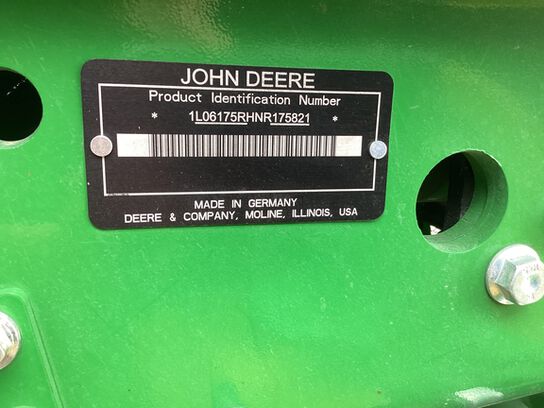 JOHN DEERE
Product Identification Number
* 1L06175RHNR175821 *
MADE IN GERMANY
DEERE & COMPANY, MOLINE, ILLINOIS, USA